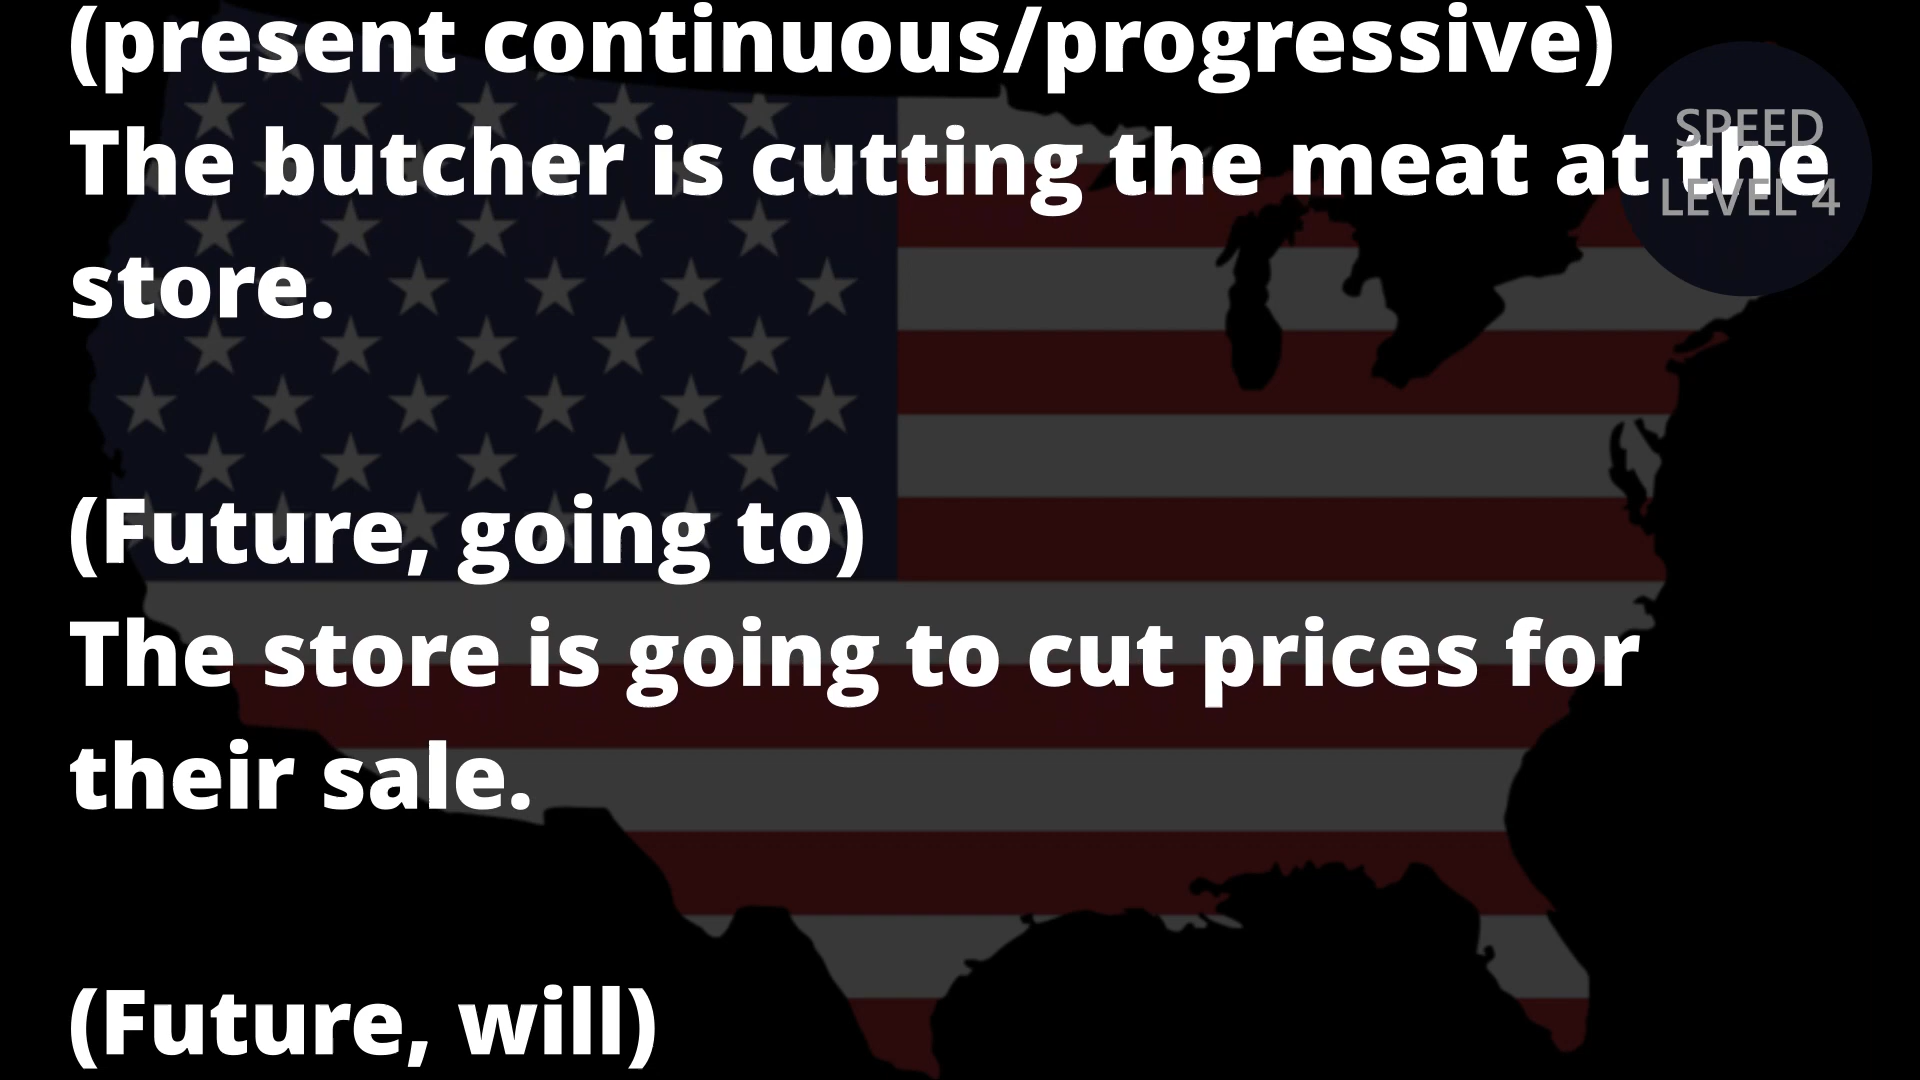 (present continuous/progressive)
The butcher is cutting the meat at the
store.
(Future, going to)
The store is going to cut prices for
their sale.
(Future, will)
SPEED
LEVEL 4